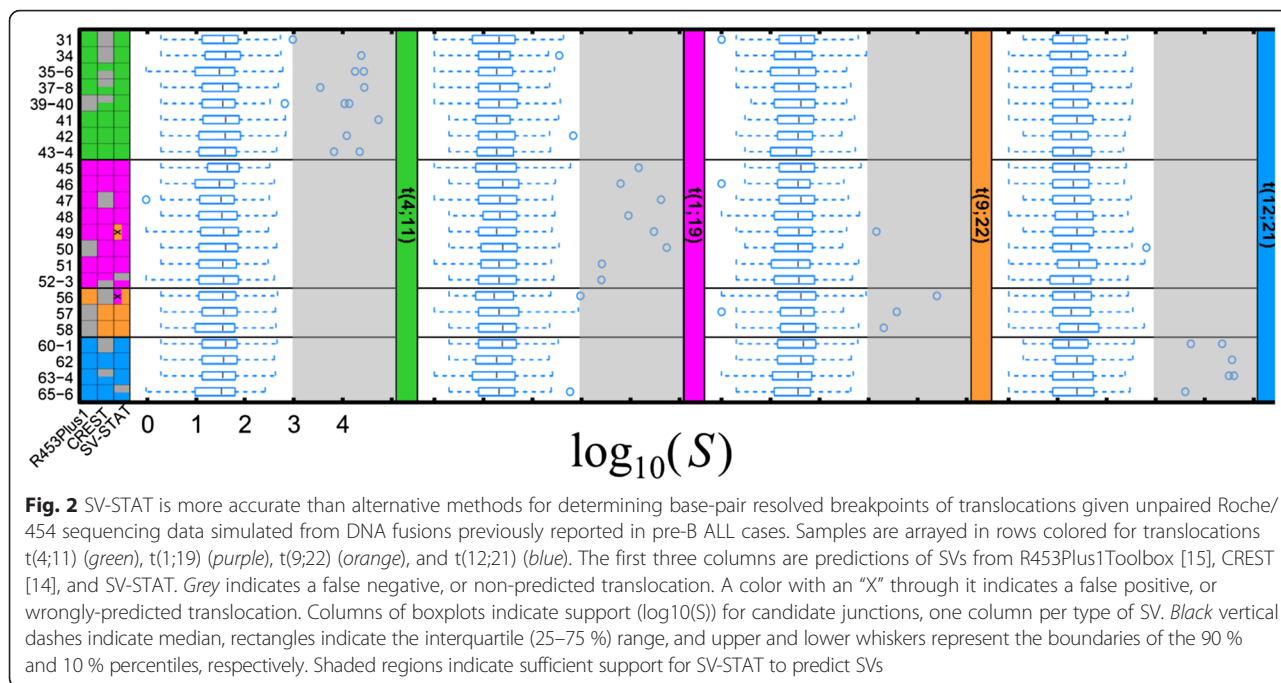 31
34
35-6
37-8
39-40
41
42
43-4
45
46
47
48
49
50
51
52-3
56
57
58
60-1
62
63-4
65-6
x
x
t(4;11)
t(1;19)
t(9;22)
t(12;21)
R453Plus1
CREST
SV-STAT
0 1 2 3 4
log10(S)
Fig. 2 SV-STAT is more accurate than alternative methods for determining base-pair resolved breakpoints of translocations given unpaired Roche/
454 sequencing data simulated from DNA fusions previously reported in pre-B ALL cases. Samples are arrayed in rows colored for translocations
t(4;11) (green), t(1;19) (purple), t(9;22) (orange), and t(12;21) (blue). The first three columns are predictions of SVs from R453Plus1Toolbox [15], CREST
[14], and SV-STAT. Grey indicates a false negative, or non-predicted translocation. A color with an “X” through it indicates a false positive, or
wrongly-predicted translocation. Columns of boxplots indicate support (log10(S)) for candidate junctions, one column per type of SV. Black vertical
dashes indicate median, rectangles indicate the interquartile (25–75 %) range, and upper and lower whiskers represent the boundaries of the 90 %
and 10 % percentiles, respectively. Shaded regions indicate sufficient support for SV-STAT to predict SVs